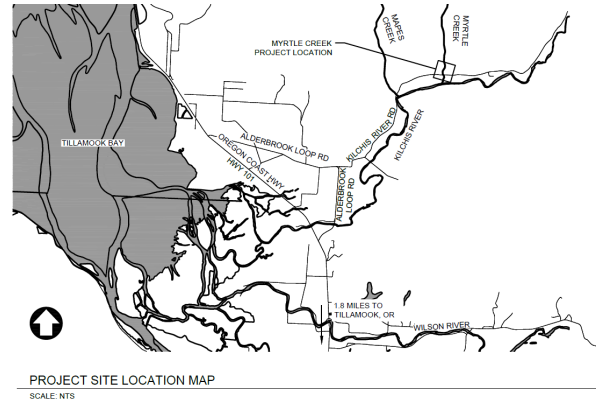 MAPES
CREEK
MYRTLE
CREEK
MYRTLE CREEK
PROJECT LOCATION
TILLAMOOK BAY
ALDERBROOK LOOP RD
KILCHIS RIVER RD
KILCHIS RIVER
OREGON COAST HWY
HWY 101
ALDERBROOK
LOOP RD
1.8 MILES TO
TILLAMOOK, OR
WILSON RIVER
PROJECT SITE LOCATION MAP
SCALE: NTS